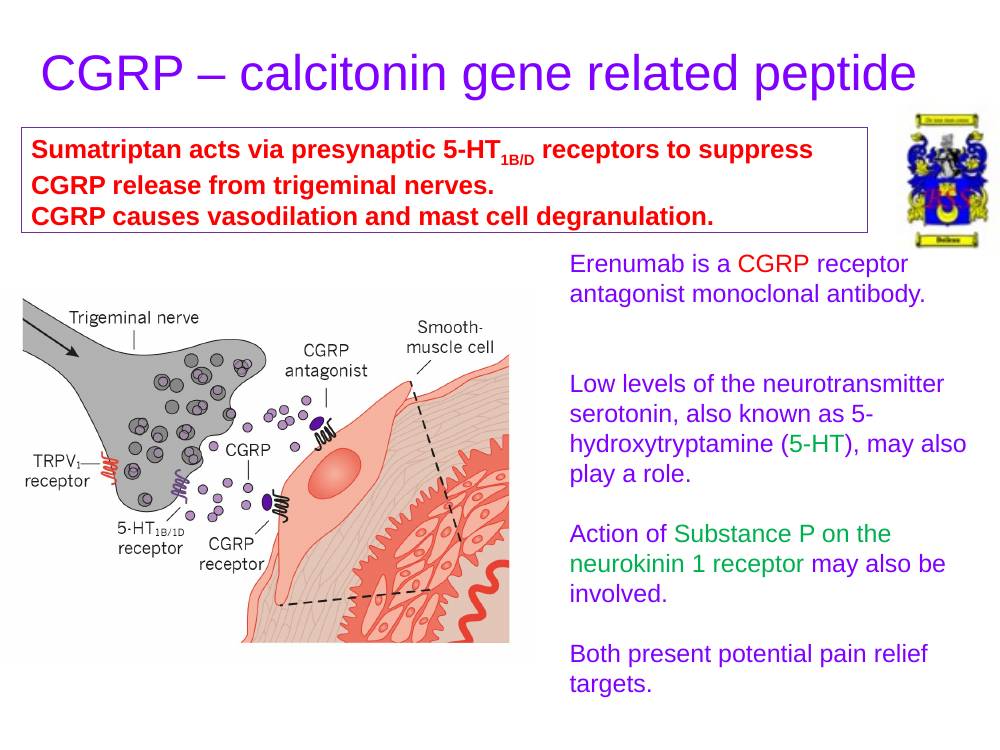 CGRP – calcitonin gene related peptide
Sumatriptan acts via presynaptic 5-HT1B/D receptors to suppress
CGRP release from trigeminal nerves.
CGRP causes vasodilation and mast cell degranulation.
Erenumab is a CGRP receptor
antagonist monoclonal antibody.
Low levels of the neurotransmitter
serotonin, also known as 5-
hydroxytryptamine (5-HT), may also
play a role.
Action of Substance P on the
neurokinin 1 receptor may also be
involved.
Both present potential pain relief
targets.
Trigeminal nerve
Smooth-
muscle cell
CGRP
antagonist
CGRP
TRPV1
receptor
5-HT1B/1D
receptor
CGRP
receptor